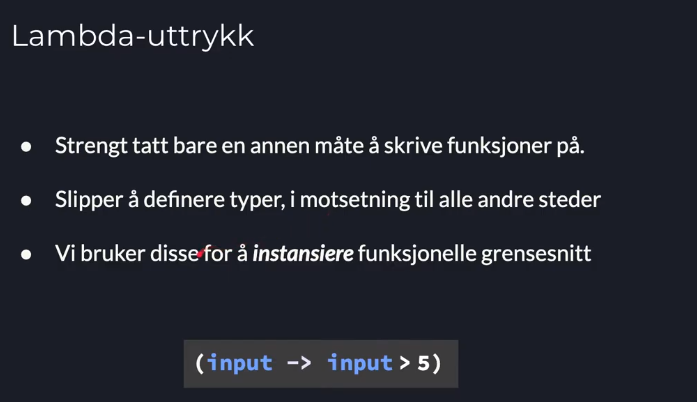 Lambda-uttrykk
● Strengt tatt bare en annen måte å skrive funksjoner på.
● Slipper å definere typer, i motsetning til alle andre steder
● Vi bruker disse for å instansiere funksjonelle grensesnitt
(input -> input > 5)